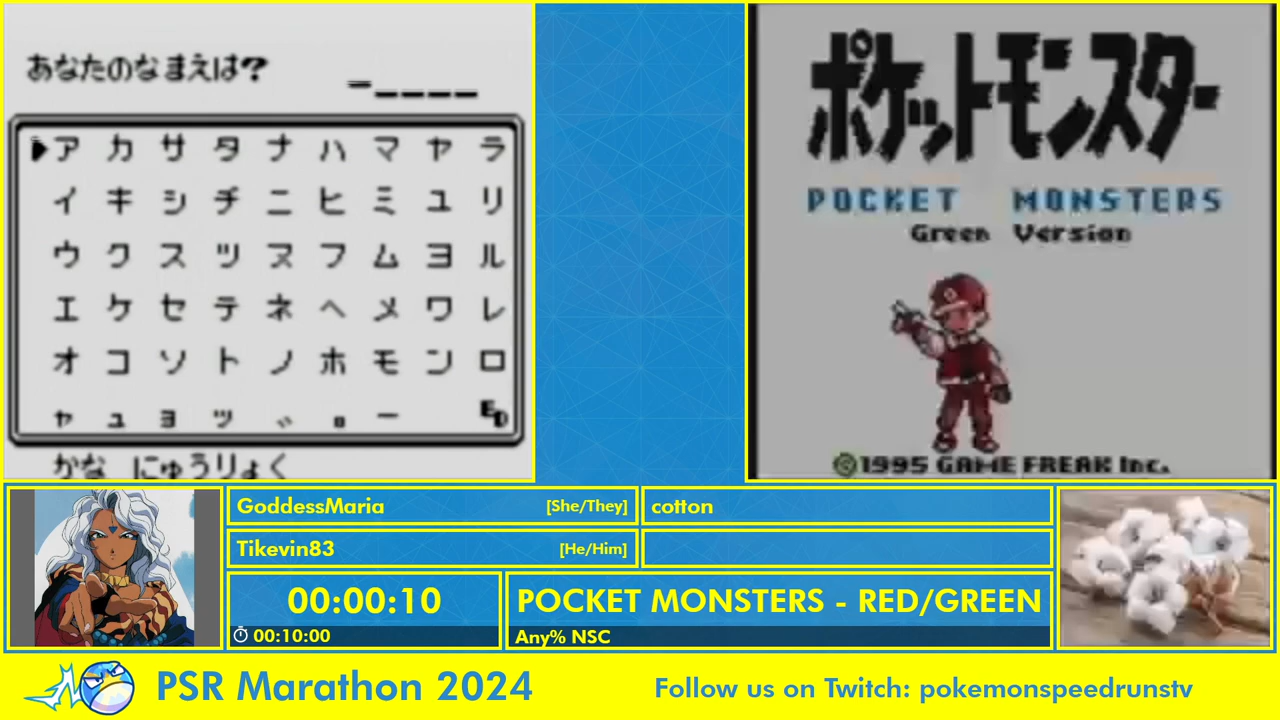 あなたのなまえは?
アカサタナハマヤラ
イキシチニヒミユリ
ウクスツヌフムヨル
エケセテネヘメワレ
オコソトノホモンロ
ャュョッ゛゜ー ED
かな にゅうりょく
ポケットモンスター
POCKET MONSTERS
Green Version
©1995 GAME FREAK Inc.
GoddessMaria [She/They]
cotton
Tikevin83 [He/Him]
00:00:10
00:10:00
POCKET MONSTERS - RED/GREEN
Any% NSC
PSR Marathon 2024
Follow us on Twitch: pokemonspeedrunstv